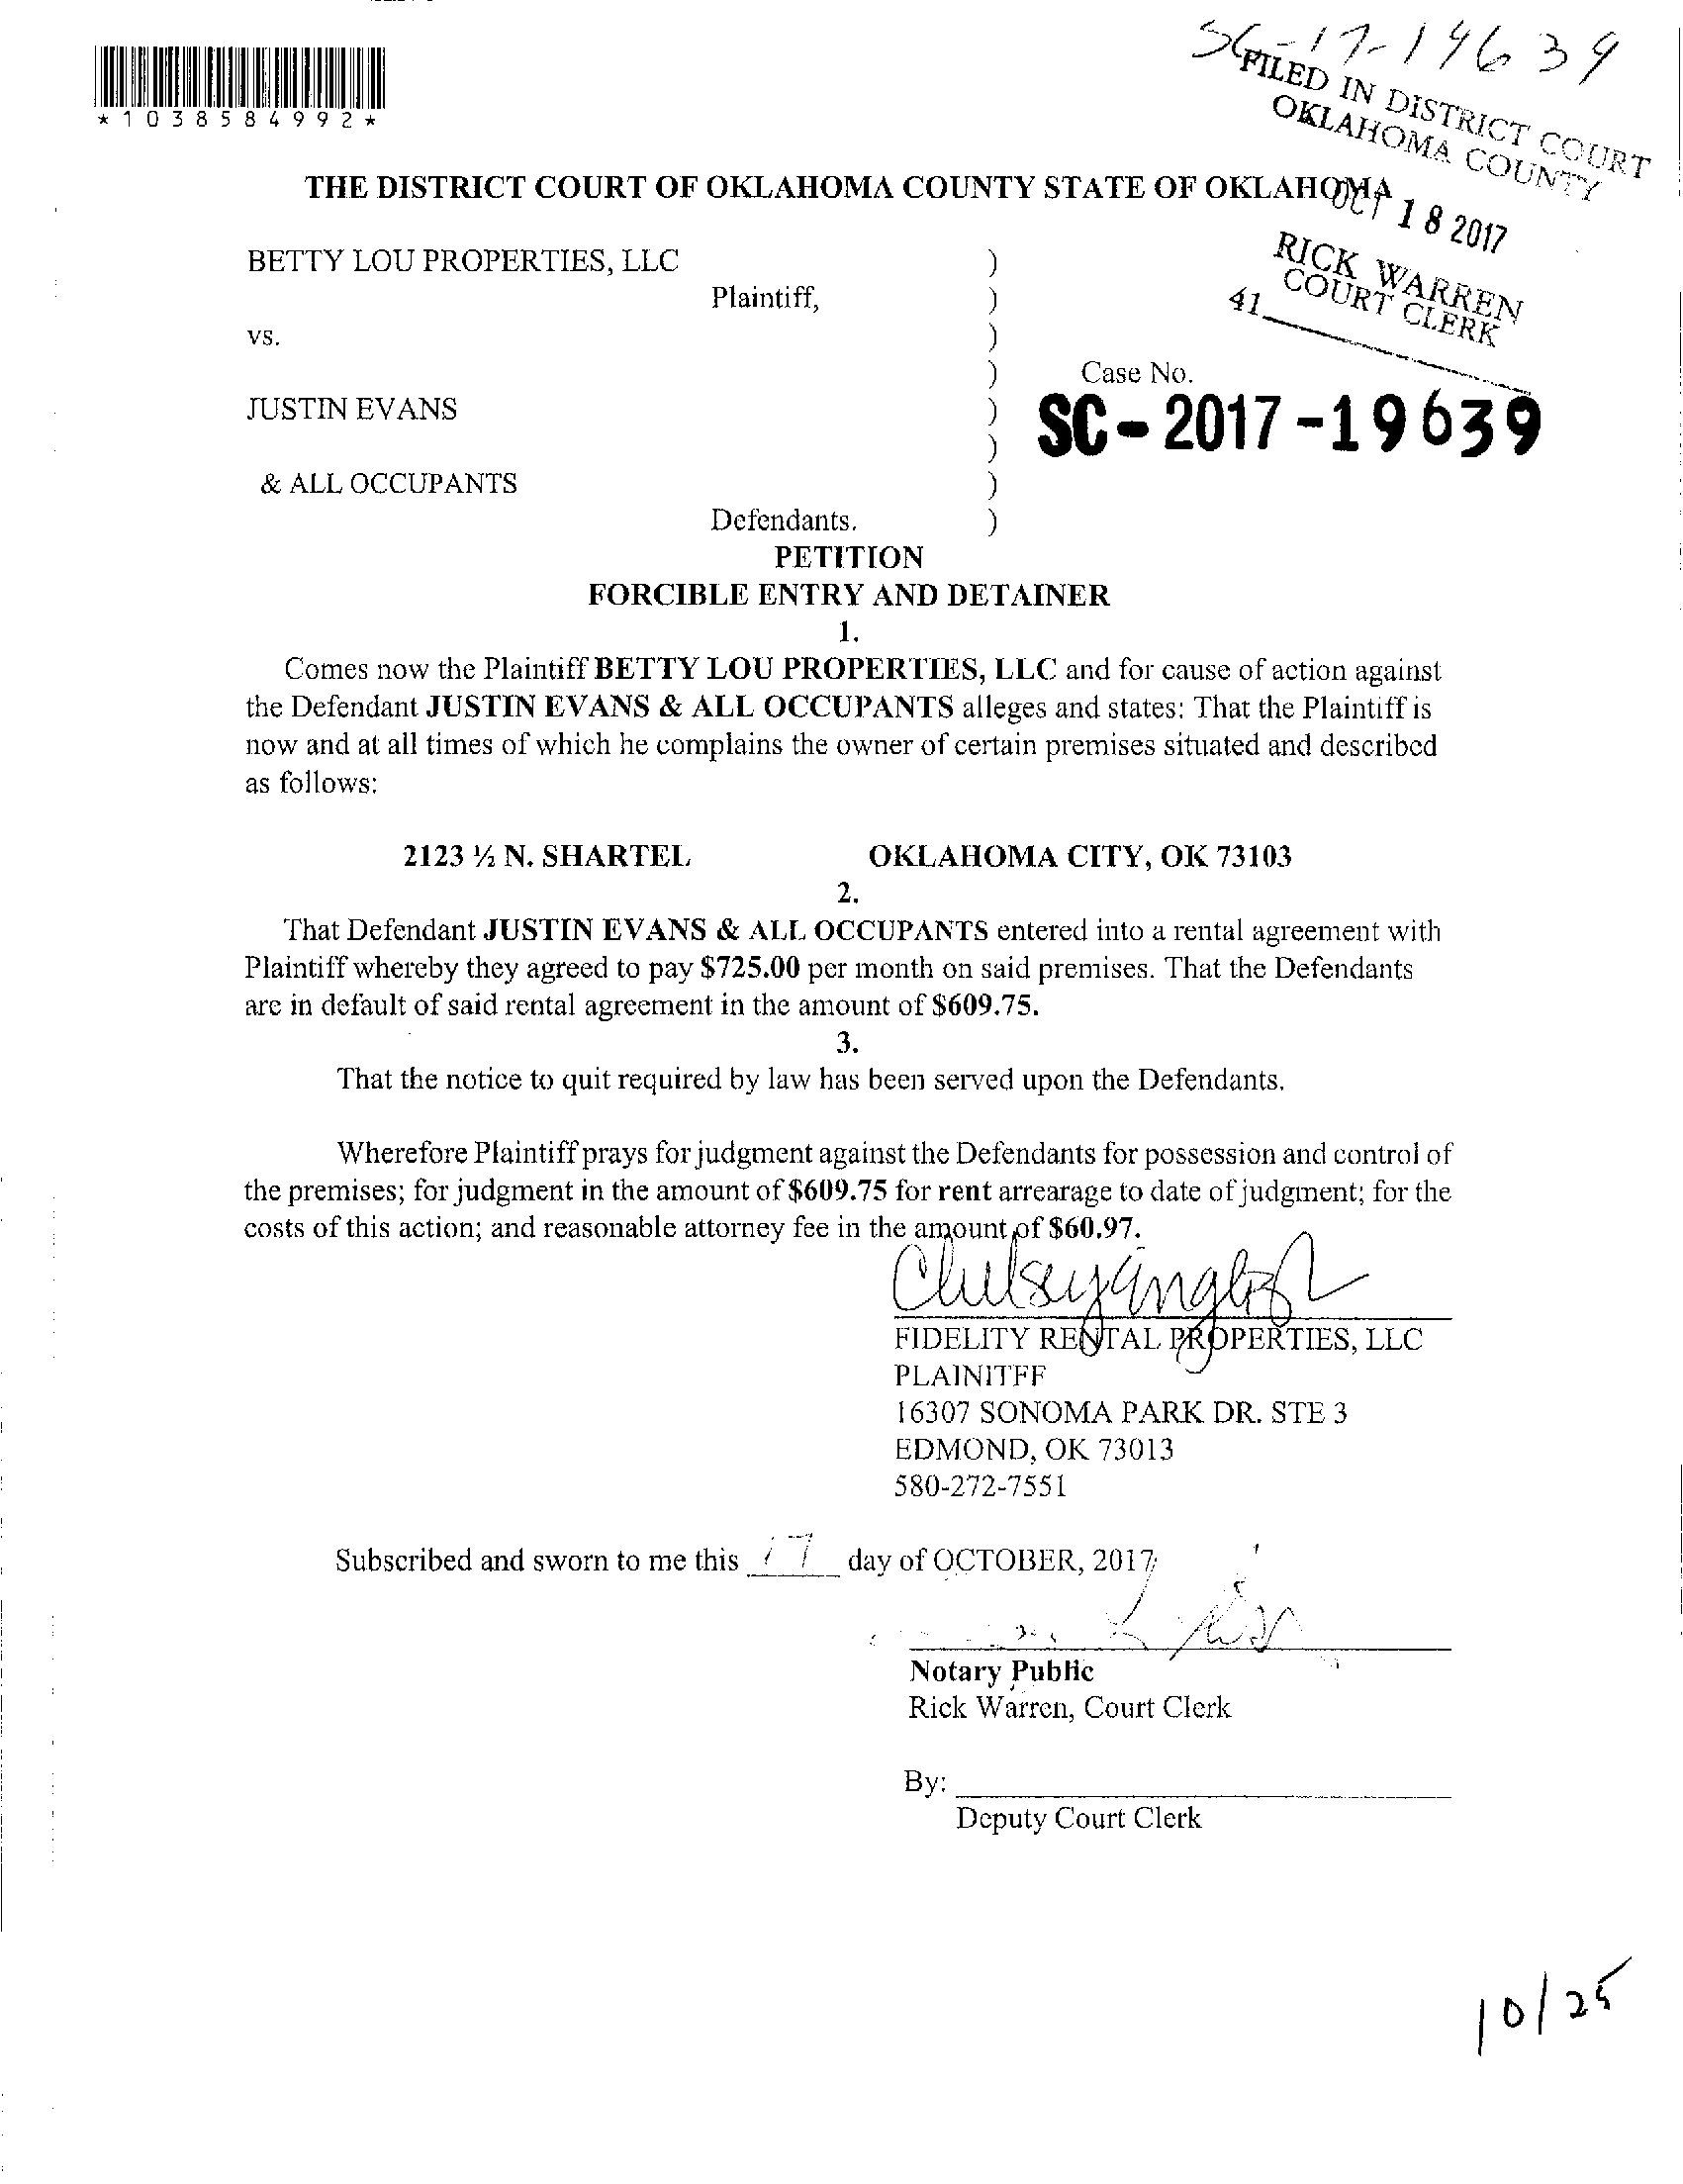 SC-17-19639
*1038584992*
FILED IN DISTRICT COURT
OKLAHOMA COUNTY
THE DISTRICT COURT OF OKLAHOMA COUNTY STATE OF OKLAHOMA
OCT 18 2017
BETTY LOU PROPERTIES, LLC )
RICK WARREN
COURT CLERK
Plaintiff, )
41
vs. )
) Case No.
JUSTIN EVANS ) SC-2017-19639
)
& ALL OCCUPANTS )
Defendants. )
PETITION
FORCIBLE ENTRY AND DETAINER
1.
Comes now the Plaintiff BETTY LOU PROPERTIES, LLC and for cause of action against
the Defendant JUSTIN EVANS & ALL OCCUPANTS alleges and states: That the Plaintiff is
now and at all times of which he complains the owner of certain premises situated and described
as follows:
2123 ½ N. SHARTEL OKLAHOMA CITY, OK 73103
2.
That Defendant JUSTIN EVANS & ALL OCCUPANTS entered into a rental agreement with
Plaintiff whereby they agreed to pay $725.00 per month on said premises. That the Defendants
are in default of said rental agreement in the amount of $609.75.
3.
That the notice to quit required by law has been served upon the Defendants.
Wherefore Plaintiff prays for judgment against the Defendants for possession and control of
the premises; for judgment in the amount of $609.75 for rent arrearage to date of judgment; for the
costs of this action; and reasonable attorney fee in the amount of $60.97.
FIDELITY RENTAL PROPERTIES, LLC
PLAINITFF
16307 SONOMA PARK DR. STE 3
EDMOND, OK 73013
580-272-7551
Subscribed and sworn to me this 17 day of OCTOBER, 2017
Notary Public
Rick Warren, Court Clerk
By:
Deputy Court Clerk
10/25